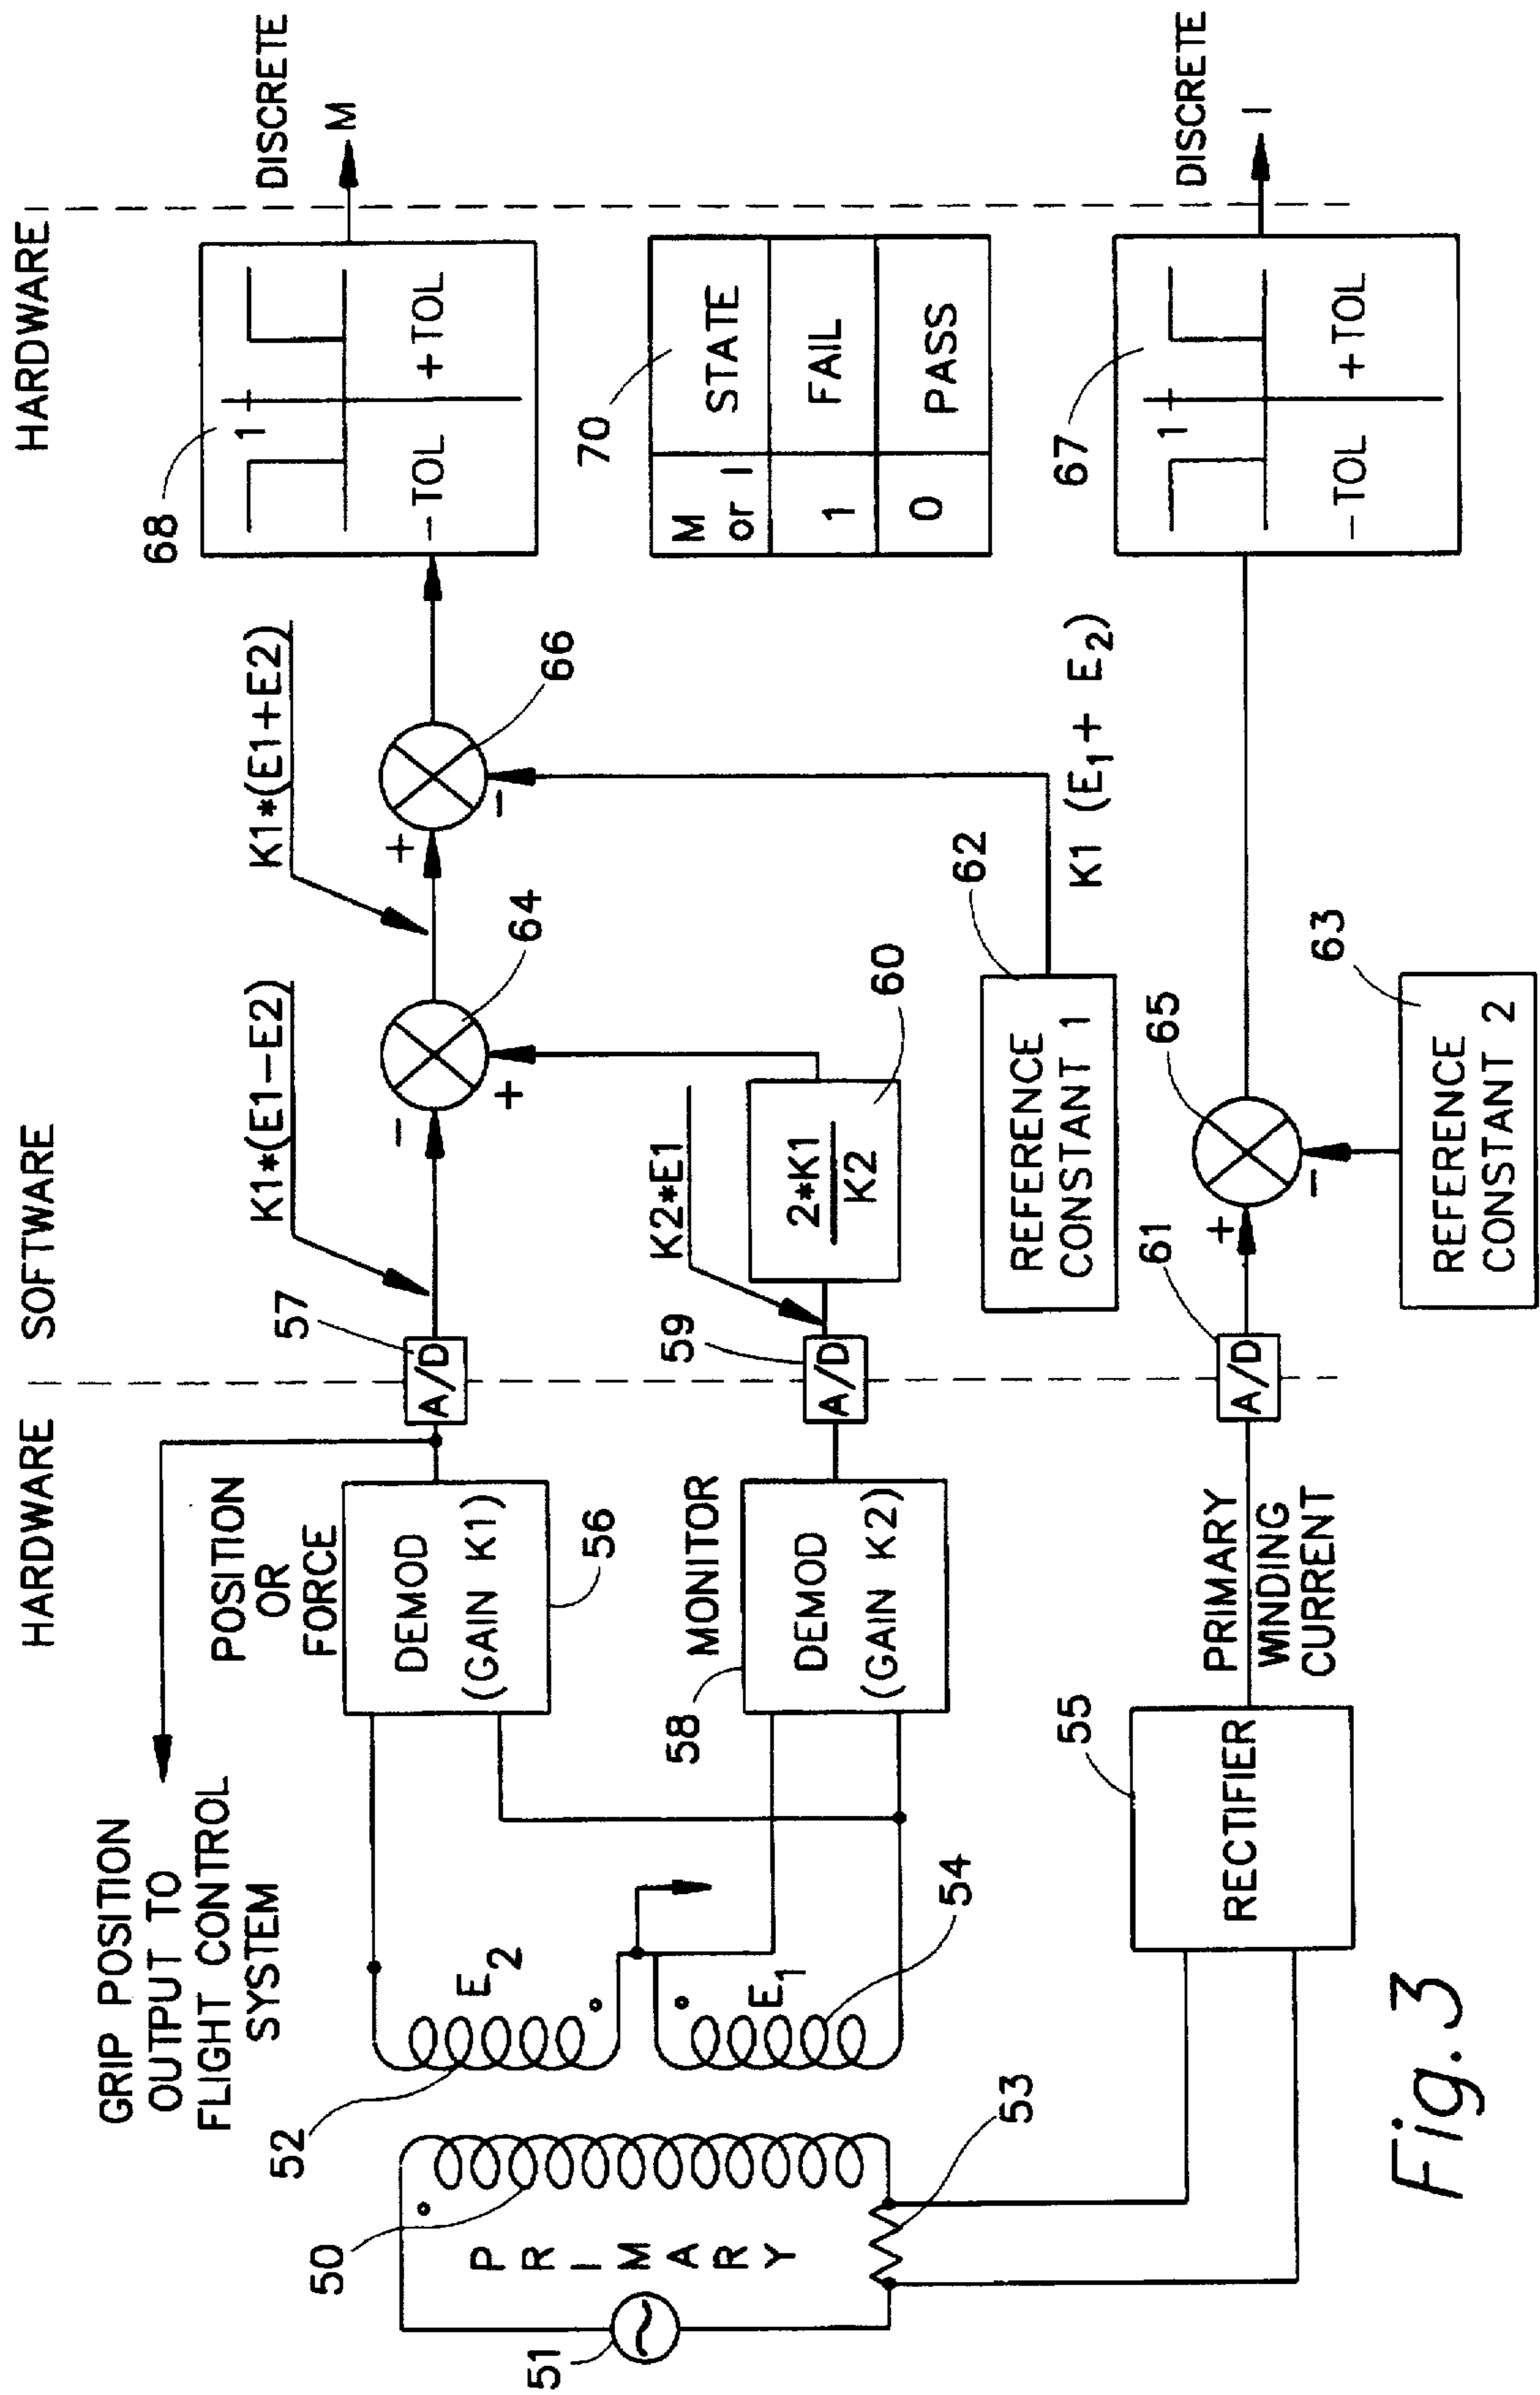 HARDWARE
SOFTWARE
HARDWARE
GRIP POSITION
OUTPUT TO
FLIGHT CONTROL
SYSTEM
POSITION
OR
FORCE
DEMOD
(GAIN K1)
56
57
A/D
K1*(E1-E2)
-
+
64
K1*(E1+E2)
+
-
66
68
1
-TOL
+TOL
DISCRETE
M
52
E2
E1
54
MONITOR
58
DEMOD
(GAIN K2)
59
A/D
K2*E1
2*K1
K2
60
62
REFERENCE
CONSTANT 1
K1 (E1 + E2)
70
M
or I
STATE
1
FAIL
0
PASS
50
PRIMARY
51
53
55
RECTIFIER
PRIMARY
WINDING
CURRENT
61
A/D
+
-
65
63
REFERENCE
CONSTANT 2
67
1
-TOL
+TOL
DISCRETE
I
Fig. 3